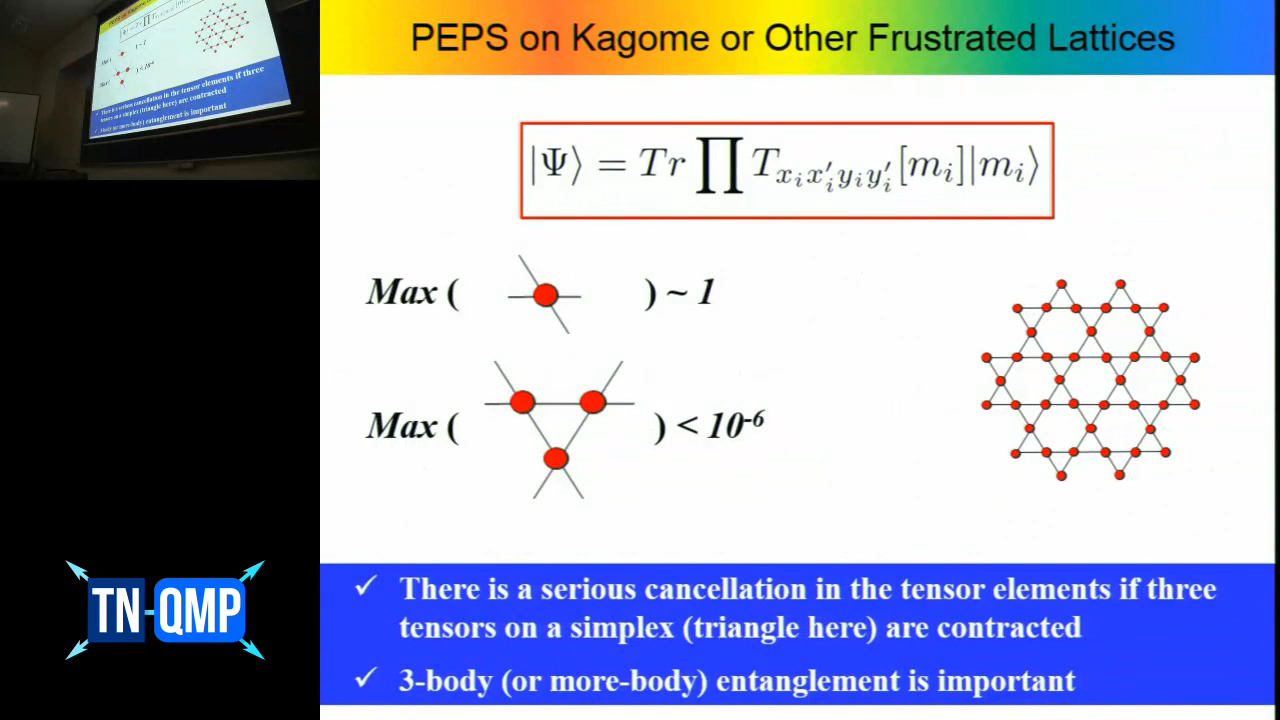 PEPS on Kagome or Other Frustrated Lattices
|Ψ⟩ = Tr ∏ T_{x_i x'_i y_i y'_i}[m_i]|m_i⟩
Max ( ) ~ 1
Max ( ) < 10^{-6}
✓ There is a serious cancellation in the tensor elements if three
tensors on a simplex (triangle here) are contracted
✓ 3-body (or more-body) entanglement is important
TN-QMP